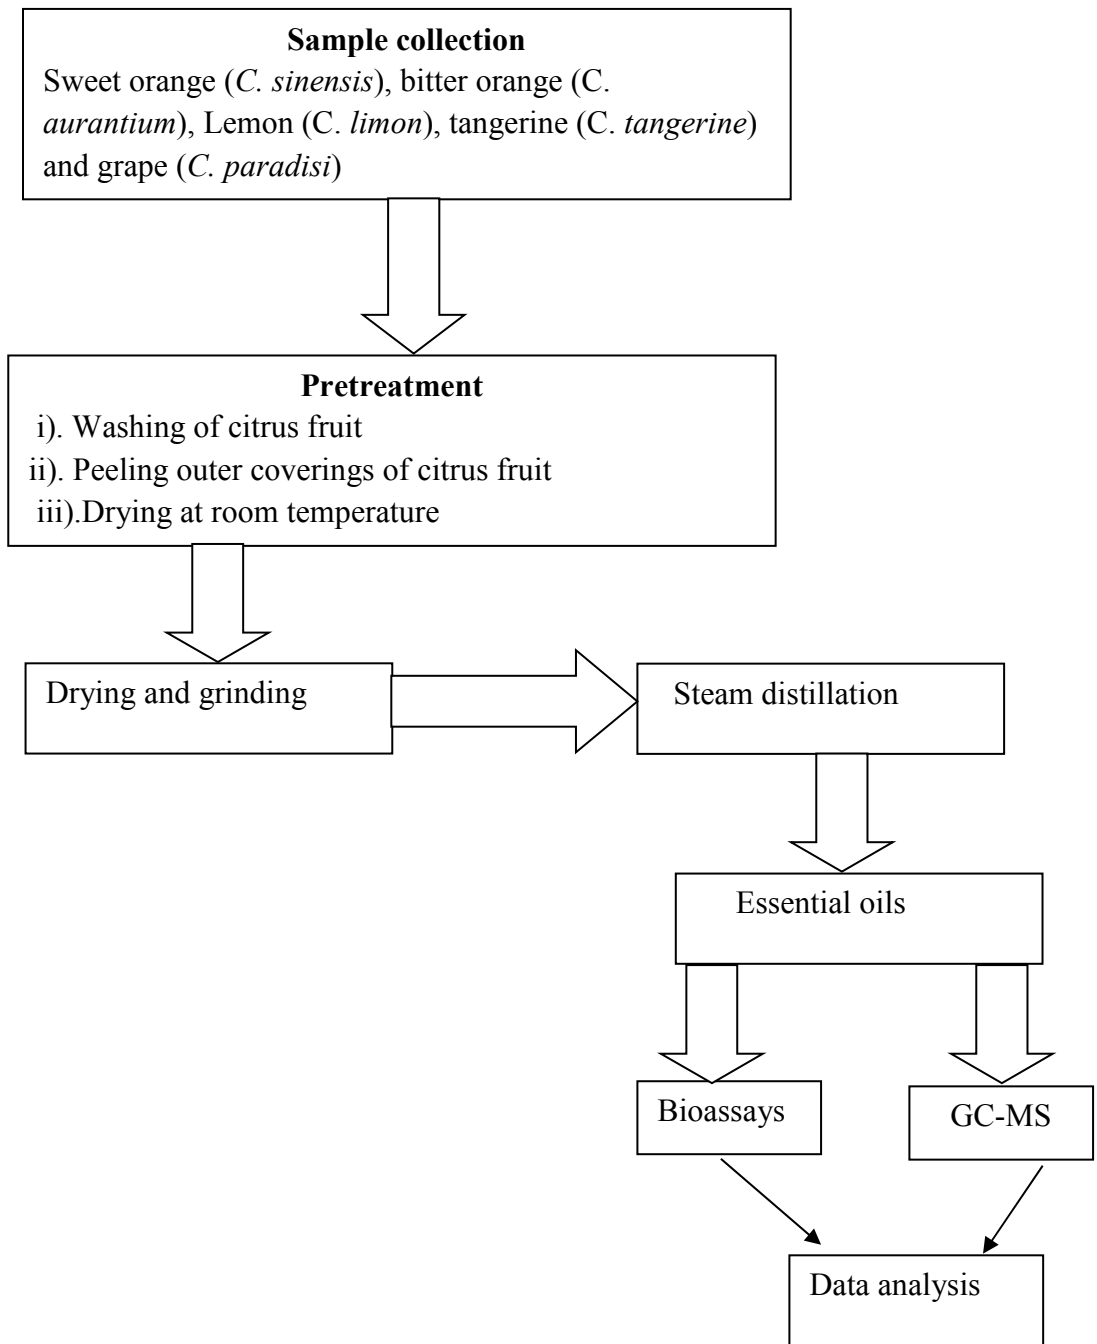 Sample collection
Sweet orange (C. sinensis), bitter orange (C.
aurantium), Lemon (C. limon), tangerine (C. tangerine)
and grape (C. paradisi)
Pretreatment
i). Washing of citrus fruit
ii). Peeling outer coverings of citrus fruit
iii).Drying at room temperature
Drying and grinding
Steam distillation
Essential oils
Bioassays
GC-MS
Data analysis